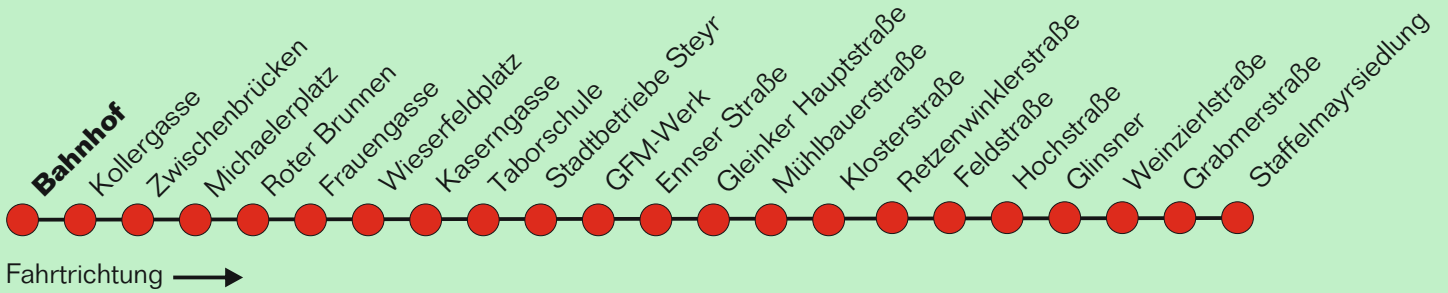 Bahnhof
Kollergasse
Zwischenbrücken
Michaelerplatz
Roter Brunnen
Frauengasse
Wieserfeldplatz
Kaserngasse
Taborschule
Stadtbetriebe Steyr
GFM-Werk
Ennser Straße
Gleinker Hauptstraße
Mühlbauerstraße
Klosterstraße
Retzenwinklerstraße
Feldstraße
Hochstraße
Glinsner
Weinzierlstraße
Grabmerstraße
Staffelmayrsiedlung
Fahrtrichtung